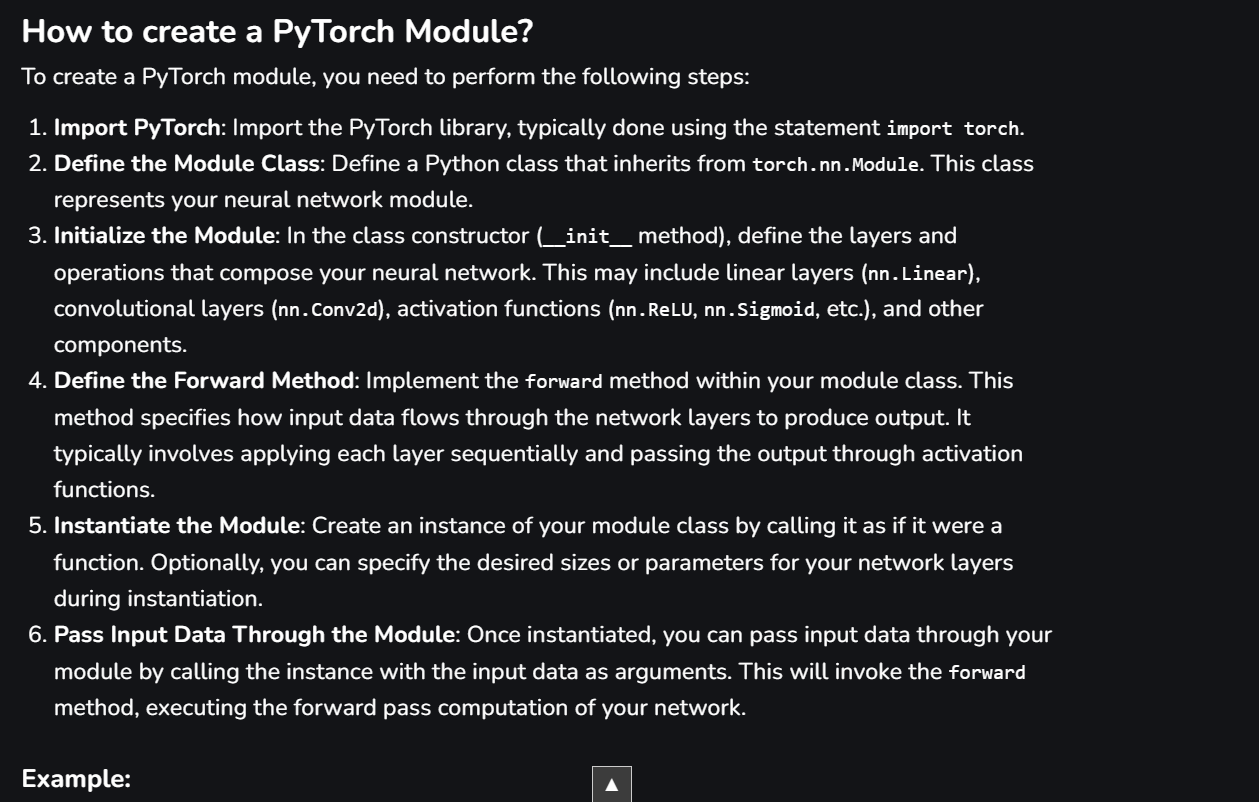 How to create a PyTorch Module?
To create a PyTorch module, you need to perform the following steps:
1. Import PyTorch: Import the PyTorch library, typically done using the statement import torch.
2. Define the Module Class: Define a Python class that inherits from torch.nn.Module. This class
represents your neural network module.
3. Initialize the Module: In the class constructor (__init__ method), define the layers and
operations that compose your neural network. This may include linear layers (nn.Linear),
convolutional layers (nn.Conv2d), activation functions (nn.ReLU, nn.Sigmoid, etc.), and other
components.
4. Define the Forward Method: Implement the forward method within your module class. This
method specifies how input data flows through the network layers to produce output. It
typically involves applying each layer sequentially and passing the output through activation
functions.
5. Instantiate the Module: Create an instance of your module class by calling it as if it were a
function. Optionally, you can specify the desired sizes or parameters for your network layers
during instantiation.
6. Pass Input Data Through the Module: Once instantiated, you can pass input data through your
module by calling the instance with the input data as arguments. This will invoke the forward
method, executing the forward pass computation of your network.
Example: